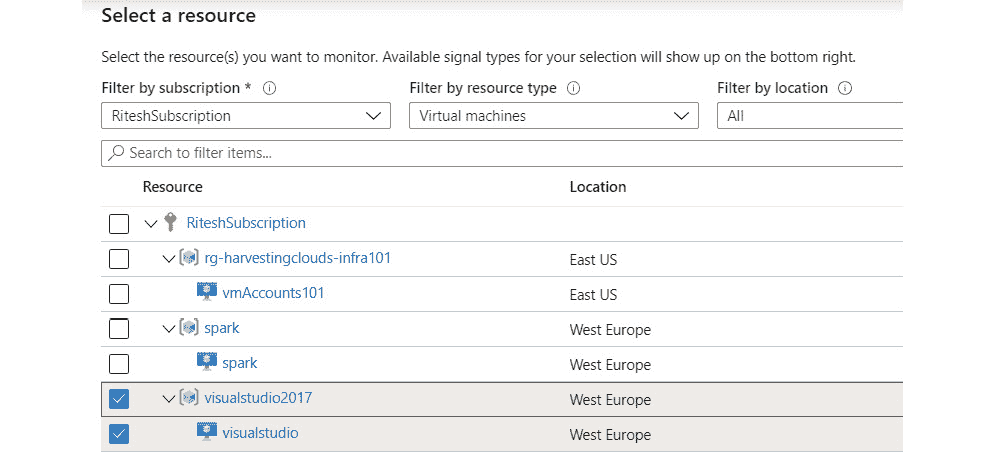 Select a resource
Select the resource(s) you want to monitor. Available signal types for your selection will show up on the bottom right.
Filter by subscription * Filter by resource type Filter by location
RiteshSubscription Virtual machines All
Search to filter items...
Resource Location
RiteshSubscription
rg-harvestingclouds-infra101 East US
vmAccounts101 East US
spark West Europe
spark West Europe
visualstudio2017 West Europe
visualstudio West Europe